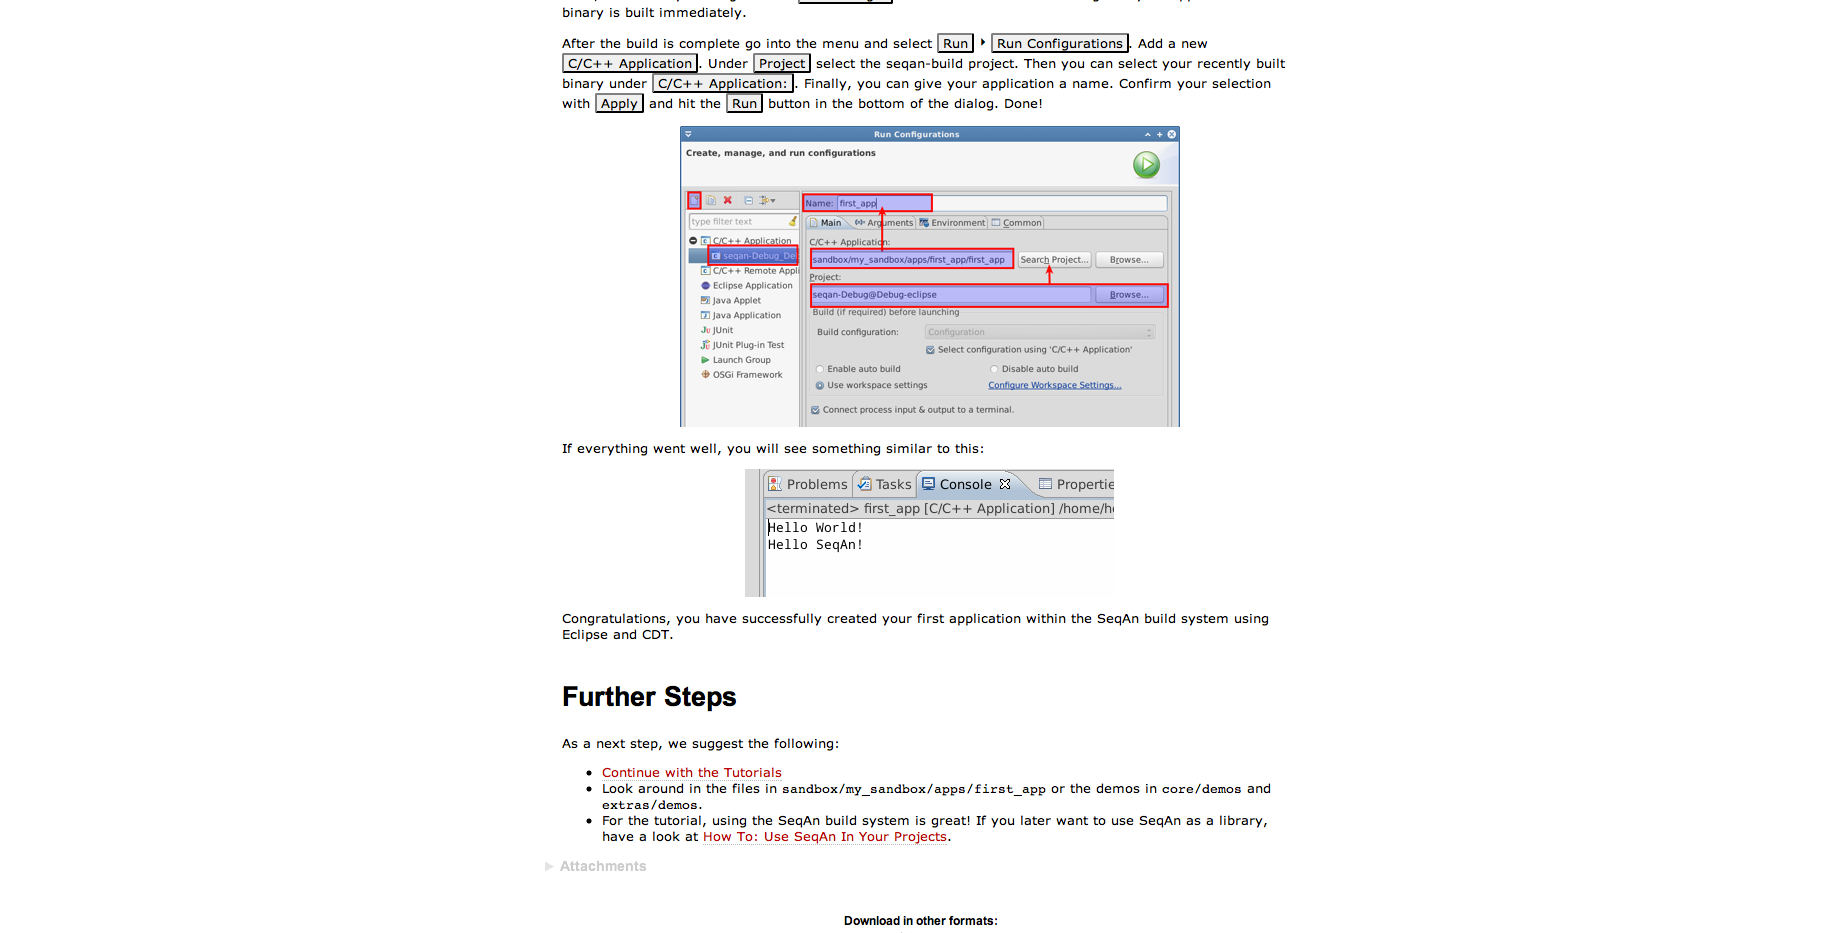 binary is built immediately.
After the build is complete go into the menu and select Run ‣ Run Configurations. Add a new
C/C++ Application. Under Project select the seqan-build project. Then you can select your recently built
binary under C/C++ Application:. Finally, you can give your application a name. Confirm your selection
with Apply and hit the Run button in the bottom of the dialog. Done!
Run Configurations
Create, manage, and run configurations
Name: first_app
type filter text
Main Arguments Environment Common
C/C++ Application
C/C++ Application:
seqan-Debug_De
sandbox/my_sandbox/apps/first_app/first_app Search Project... Browse...
C/C++ Remote Appli
Project:
Eclipse Application
seqan-Debug@Debug-eclipse Browse...
Java Applet
Build (if required) before launching
Java Application
JUnit
Build configuration: Configuration
JUnit Plug-in Test
Select configuration using 'C/C++ Application'
Launch Group
Enable auto build Disable auto build
OSGi Framework
Use workspace settings Configure Workspace Settings...
Connect process input & output to a terminal.
If everything went well, you will see something similar to this:
Problems Tasks Console Propertie
<terminated> first_app [C/C++ Application] /home/h
Hello World!
Hello SeqAn!
Congratulations, you have successfully created your first application within the SeqAn build system using
Eclipse and CDT.
Further Steps
As a next step, we suggest the following:
• Continue with the Tutorials
• Look around in the files in sandbox/my_sandbox/apps/first_app or the demos in core/demos and
extras/demos.
• For the tutorial, using the SeqAn build system is great! If you later want to use SeqAn as a library,
have a look at How To: Use SeqAn In Your Projects.
Attachments
Download in other formats: